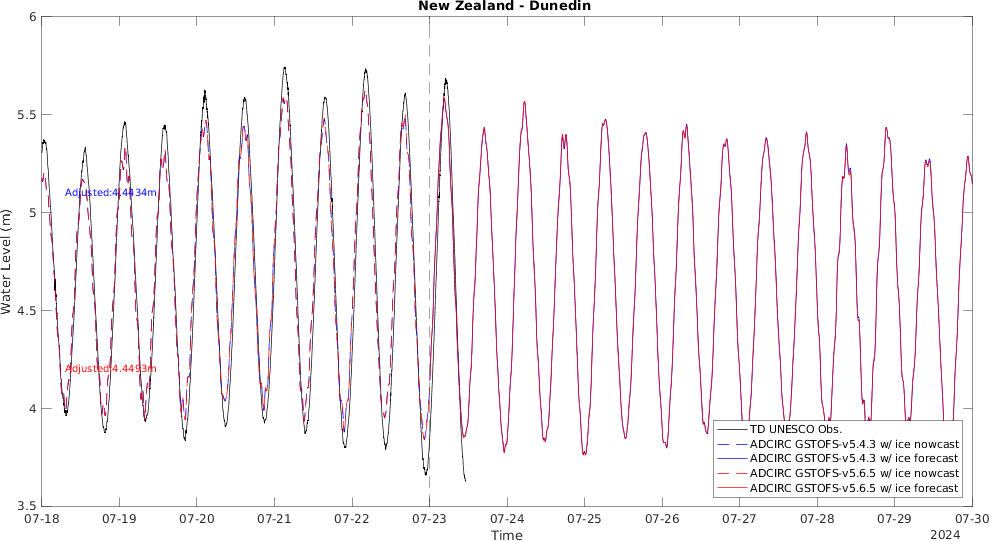 New Zealand - Dunedin
6
5.5
5
4.5
4
3.5
Water Level (m)
Adjusted:4.4434m
Adjusted:4.4493m
TD UNESCO Obs.
ADCIRC GSTOFS-v5.4.3 w/ ice nowcast
ADCIRC GSTOFS-v5.4.3 w/ ice forecast
ADCIRC GSTOFS-v5.6.5 w/ ice nowcast
ADCIRC GSTOFS-v5.6.5 w/ ice forecast
07-18 07-19 07-20 07-21 07-22 07-23 07-24 07-25 07-26 07-27 07-28 07-29 07-30
Time
2024